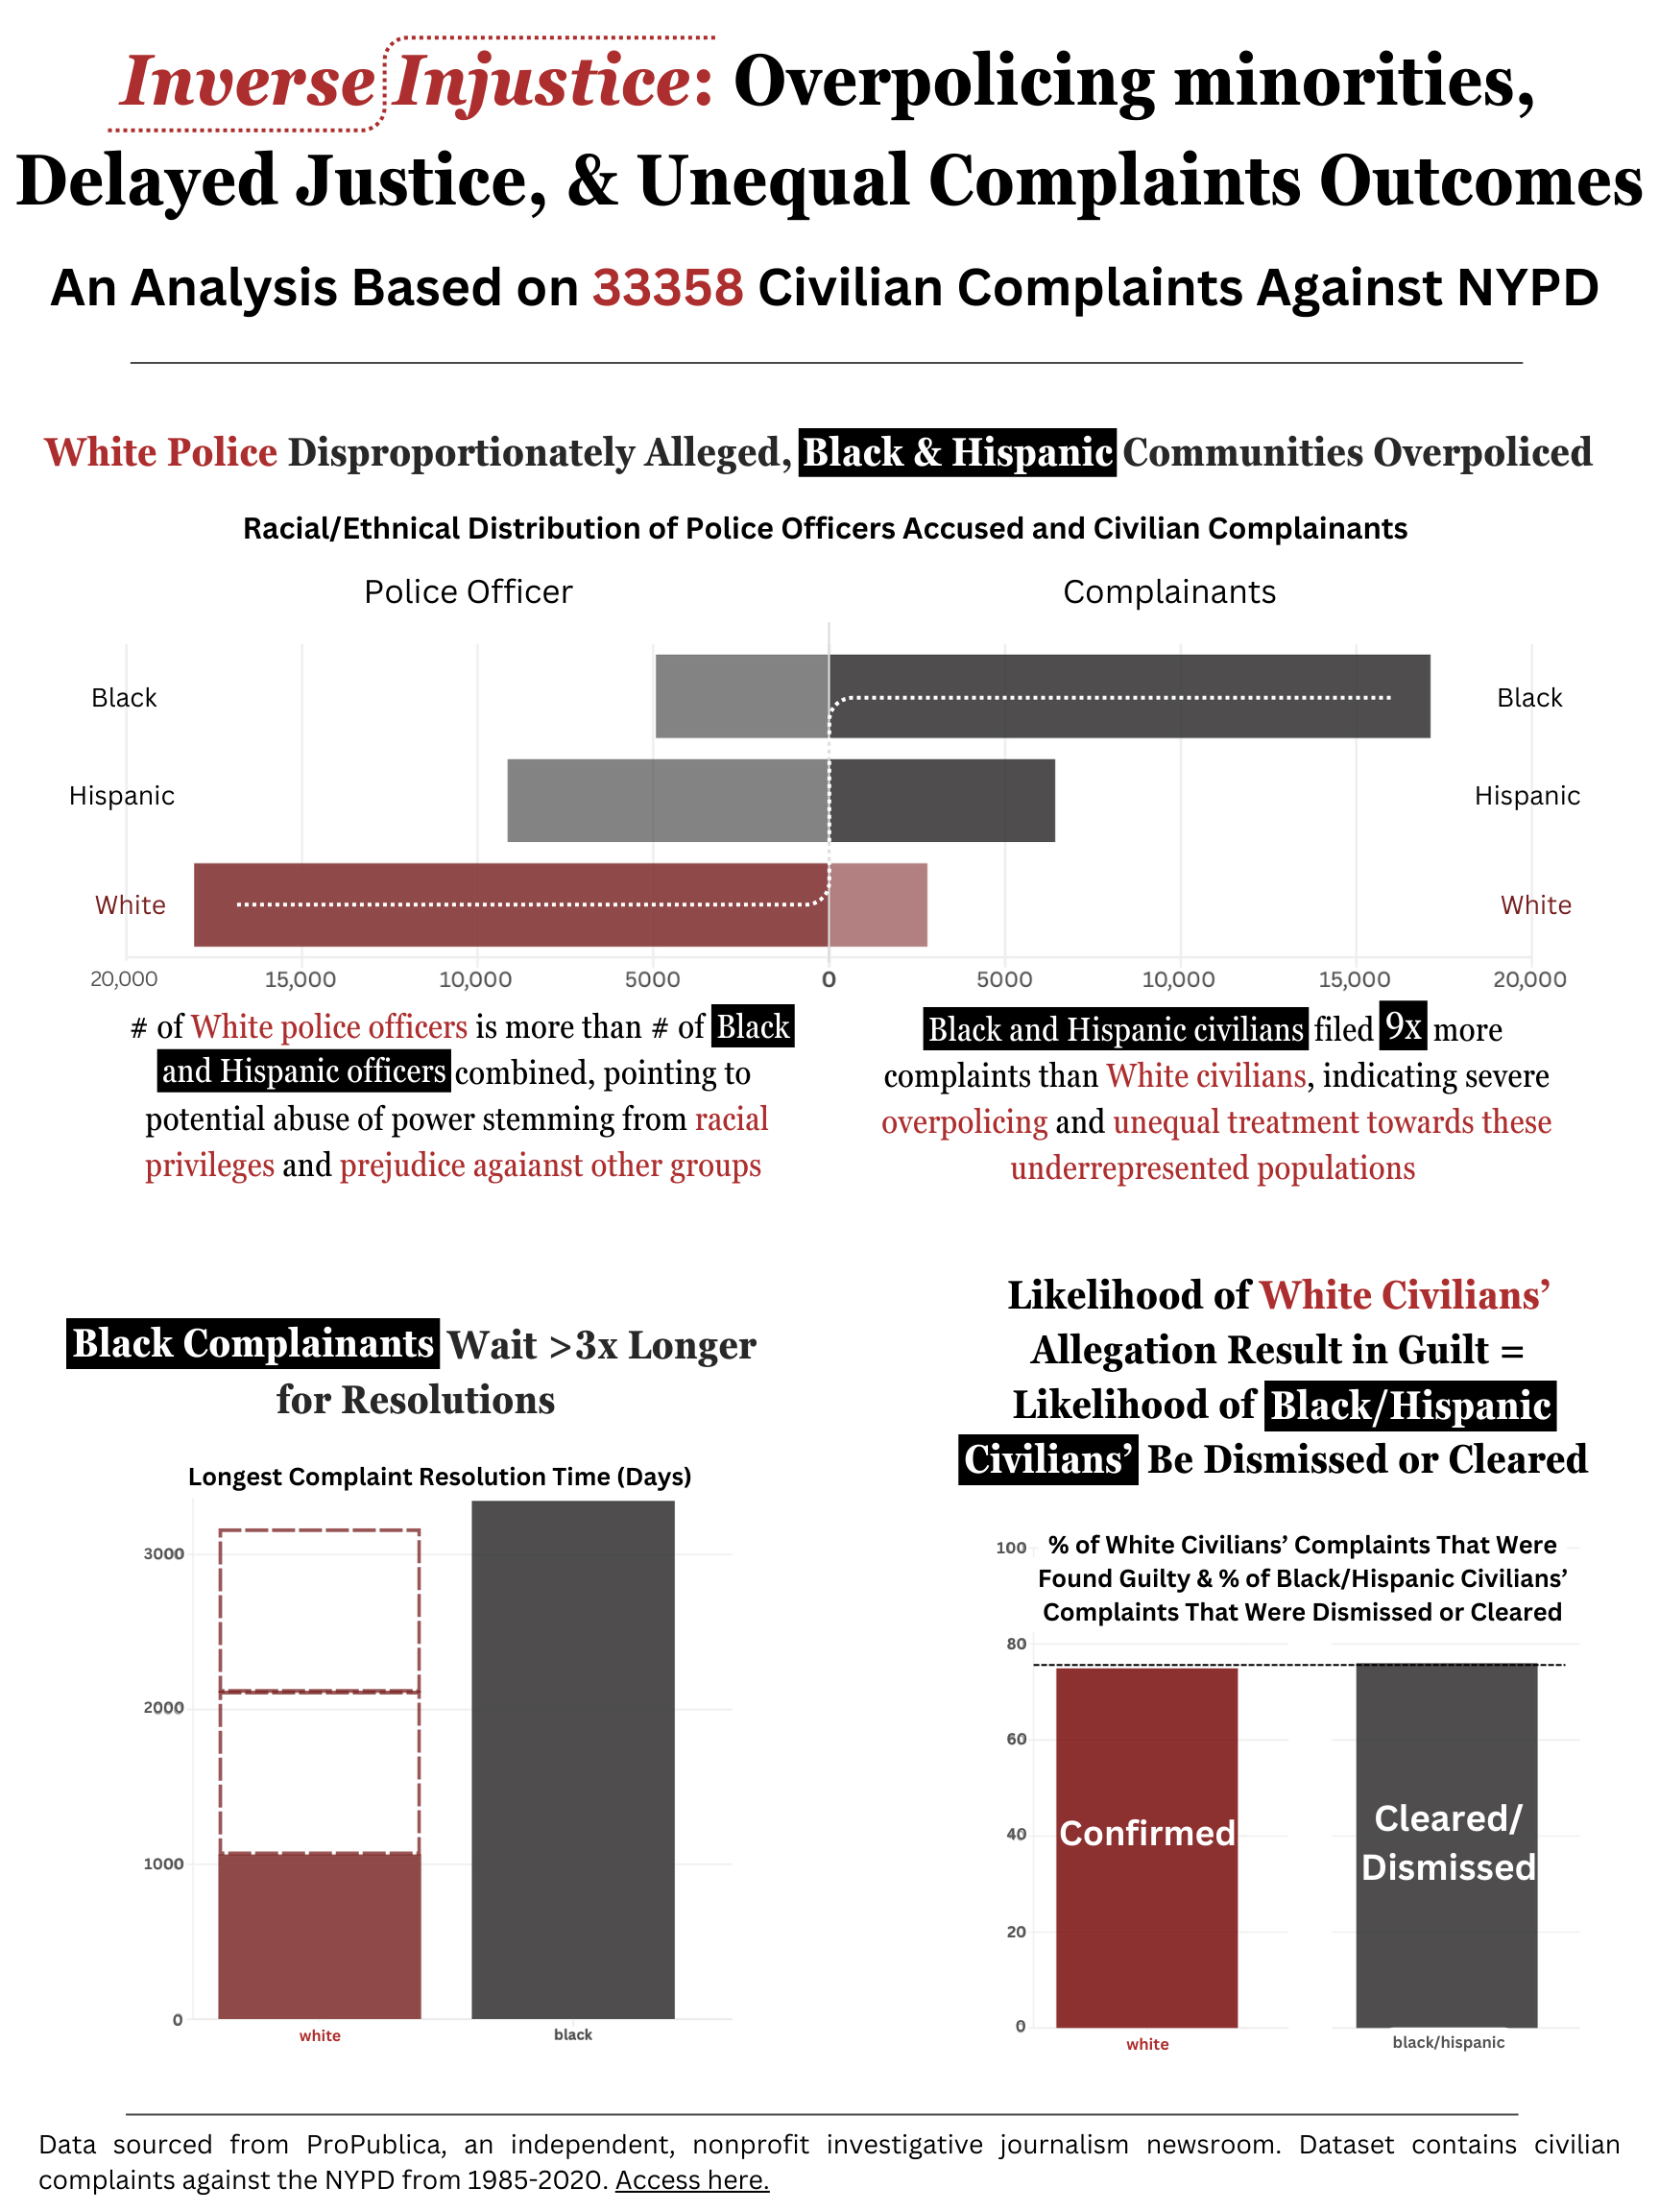 Inverse Injustice: Overpolicing minorities,
Delayed Justice, & Unequal Complaints Outcomes
An Analysis Based on 33358 Civilian Complaints Against NYPD
White Police Disproportionately Alleged, Black & Hispanic Communities Overpoliced
Racial/Ethnical Distribution of Police Officers Accused and Civilian Complainants
Police Officer
Complainants
Black
Black
Hispanic
Hispanic
White
White
20,000 15,000 10,000 5000 0 5000 10,000 15,000 20,000
# of White police officers is more than # of Black
and Hispanic officers combined, pointing to
potential abuse of power stemming from racial
privileges and prejudice agaianst other groups
Black and Hispanic civilians filed 9x more
complaints than White civilians, indicating severe
overpolicing and unequal treatment towards these
underrepresented populations
Black Complainants Wait >3x Longer
for Resolutions
Longest Complaint Resolution Time (Days)
3000
2000
1000
0
white
black
Likelihood of White Civilians’
Allegation Result in Guilt =
Likelihood of Black/Hispanic
Civilians’ Be Dismissed or Cleared
% of White Civilians’ Complaints That Were
Found Guilty & % of Black/Hispanic Civilians’
Complaints That Were Dismissed or Cleared
100
80
60
40
20
0
Confirmed
Cleared/
Dismissed
white
black/hispanic
Data sourced from ProPublica, an independent, nonprofit investigative journalism newsroom. Dataset contains civilian
complaints against the NYPD from 1985-2020. Access here.